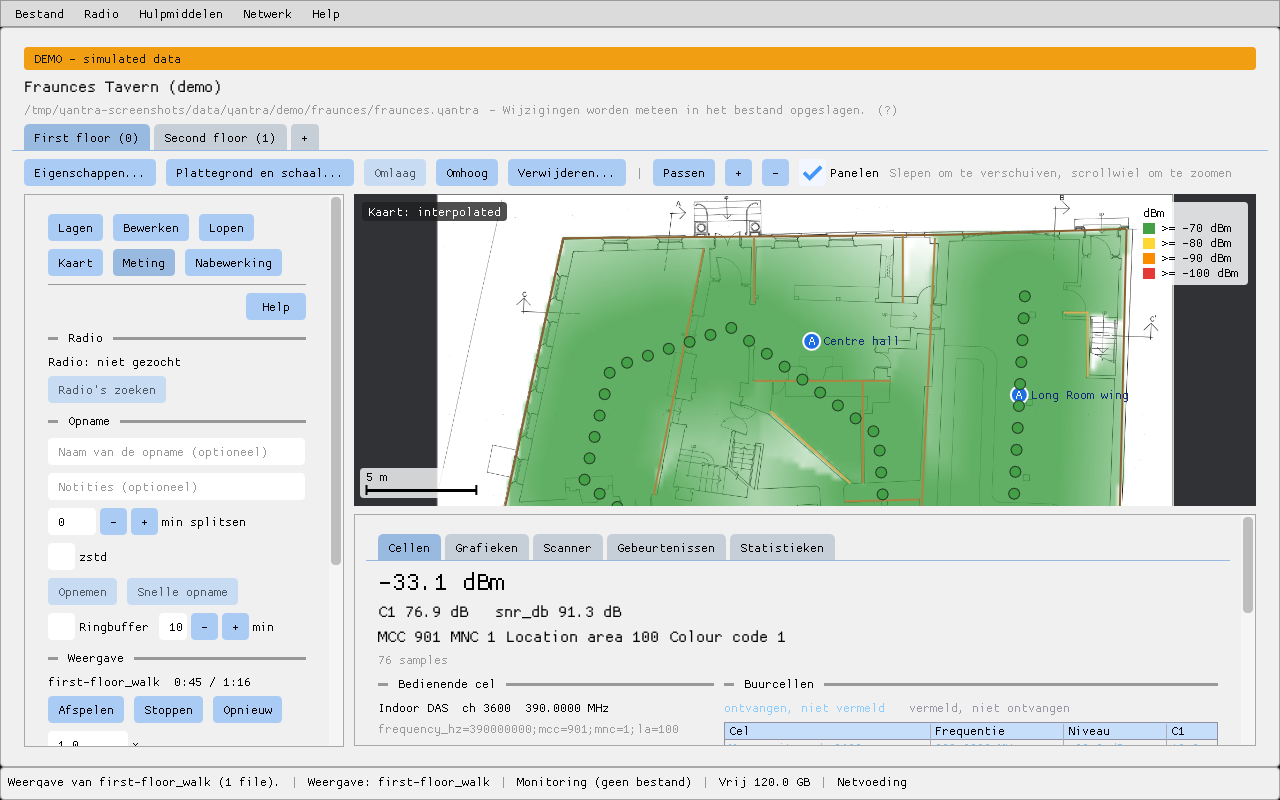 Bestand Radio Hulpmiddelen Netwerk Help
DEMO - simulated data
Fraunces Tavern (demo)
/tmp/yantra-screenshots/data/yantra/demo/fraunces/fraunces.yantra - Wijzigingen worden meteen in het bestand opgeslagen. (?)
First floor (0) Second floor (1) +
Eigenschappen... Plattegrond en schaal... Omlaag Omhoog Verwijderen... | Passen + - Panelen Slepen om te verschuiven, scrollwiel om te zoomen
Lagen Bewerken Lopen
Kaart Meting Nabewerking
Help
Radio
Radio: niet gezocht
Radio's zoeken
Opname
Naam van de opname (optioneel)
Notities (optioneel)
0 - + min splitsen
zstd
Opnemen Snelle opname
Ringbuffer 10 - + min
Weergave
first-floor_walk 0:45 / 1:16
Afspelen Stoppen Opnieuw
1.0 x
Kaart: interpolated
A
B
C
C'
A Centre hall
A Long Room wing
5 m
dBm
>= -70 dBm
>= -80 dBm
>= -90 dBm
>= -100 dBm
Cellen Grafieken Scanner Gebeurtenissen Statistieken
-33.1 dBm
C1 76.9 dB snr_db 91.3 dB
MCC 901 MNC 1 Location area 100 Colour code 1
76 samples
Bedienende cel
Indoor DAS ch 3600 390.0000 MHz
frequency_hz=390000000;mcc=901;mnc=1;la=100
Buurcellen
ontvangen, niet vermeld vermeld, niet ontvangen
Cel Frequentie Niveau C1
Weergave van first-floor_walk (1 file). | Weergave: first-floor_walk | Monitoring (geen bestand) | Vrij 120.0 GB | Netvoeding